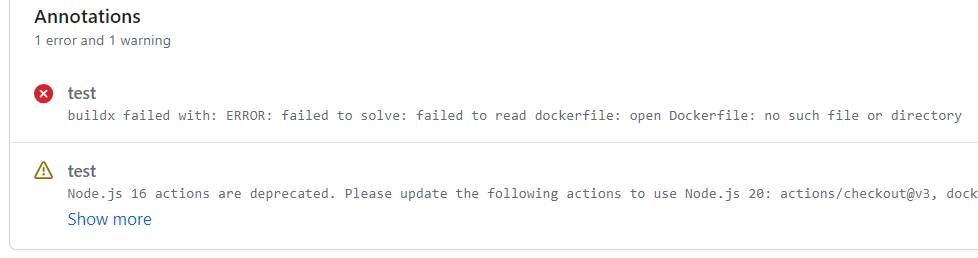 Annotations
1 error and 1 warning
test
buildx failed with: ERROR: failed to solve: failed to read dockerfile: open Dockerfile: no such file or directory
test
Node.js 16 actions are deprecated. Please update the following actions to use Node.js 20: actions/checkout@v3, dock
Show more